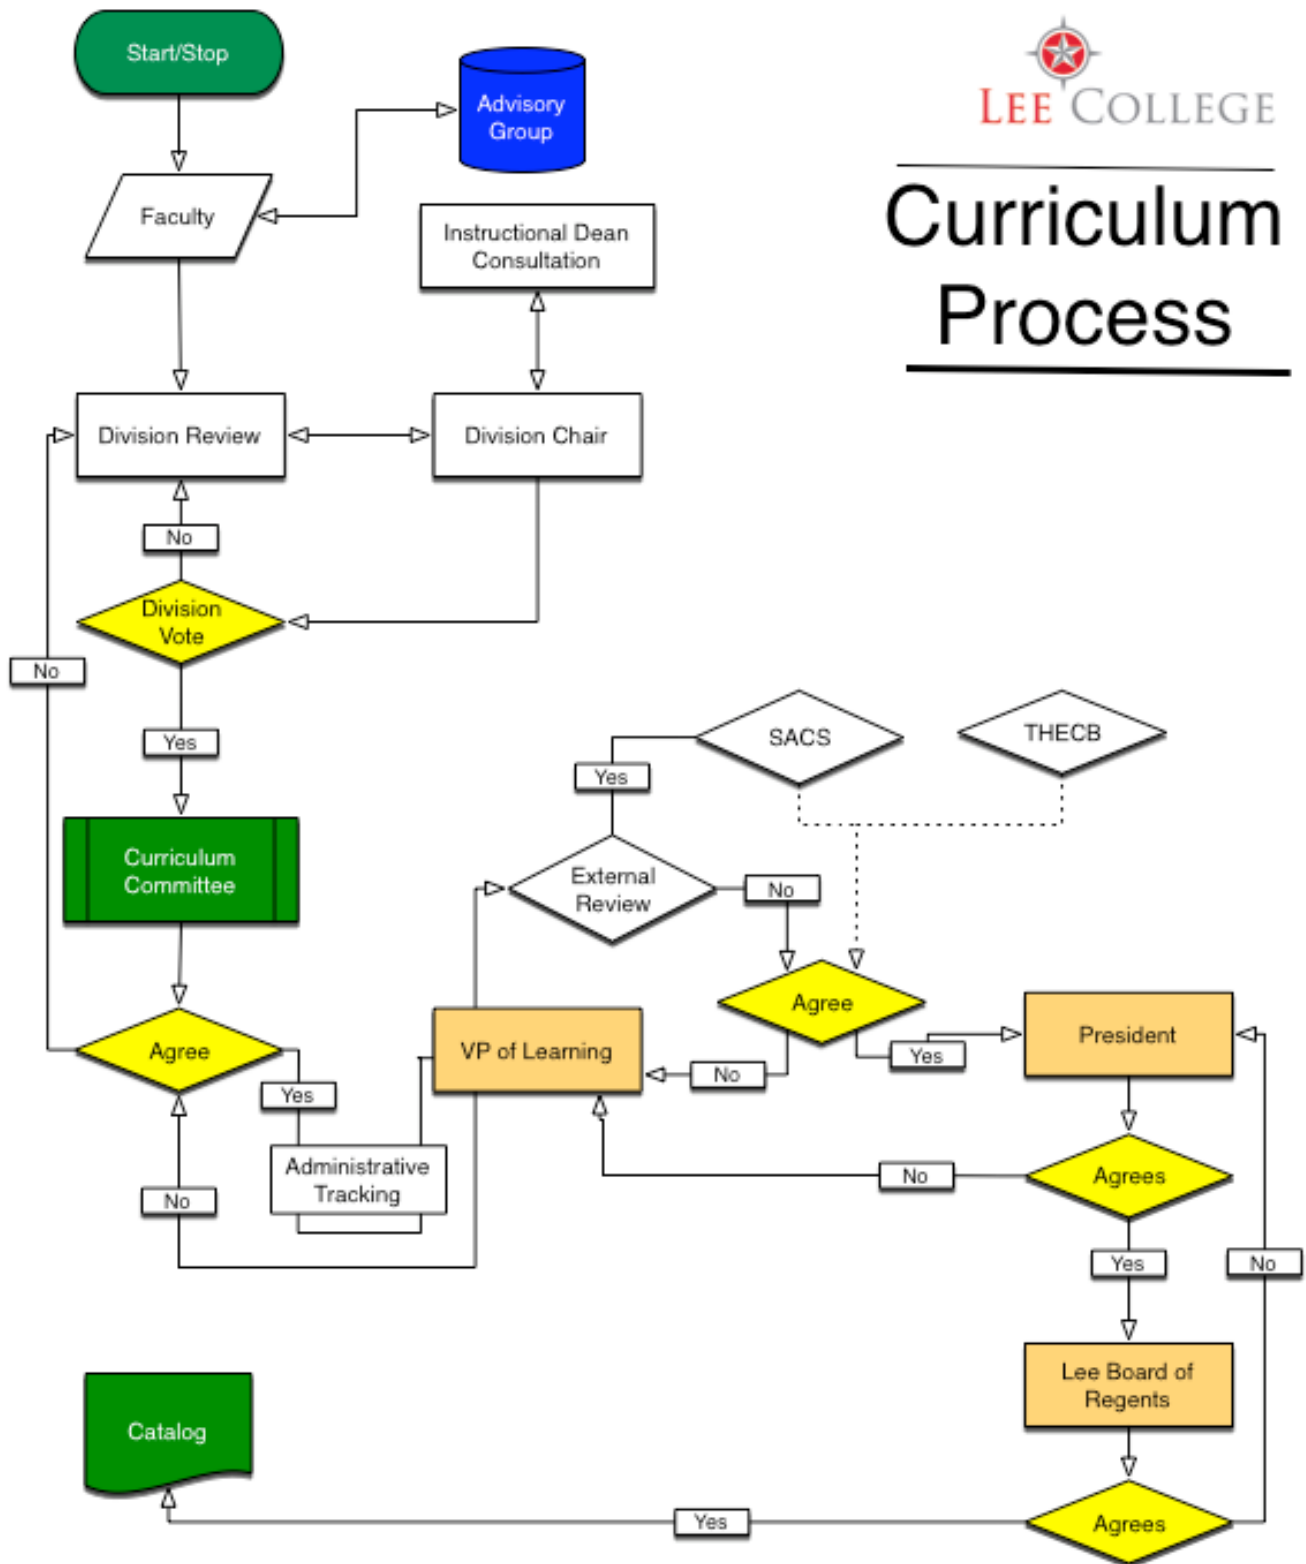 Start/Stop
Advisory
Group
LEE COLLEGE
Curriculum
Process
Faculty
Instructional Dean
Consultation
Division Review
Division Chair
No
Division
Vote
No
Yes
SACS
THECB
Yes
Curriculum
Committee
External
Review
No
Agree
Agree
VP of Learning
President
Yes
No
Yes
Administrative
Tracking
No
No
Agrees
Yes
No
Lee Board of
Regents
Catalog
Yes
Agrees